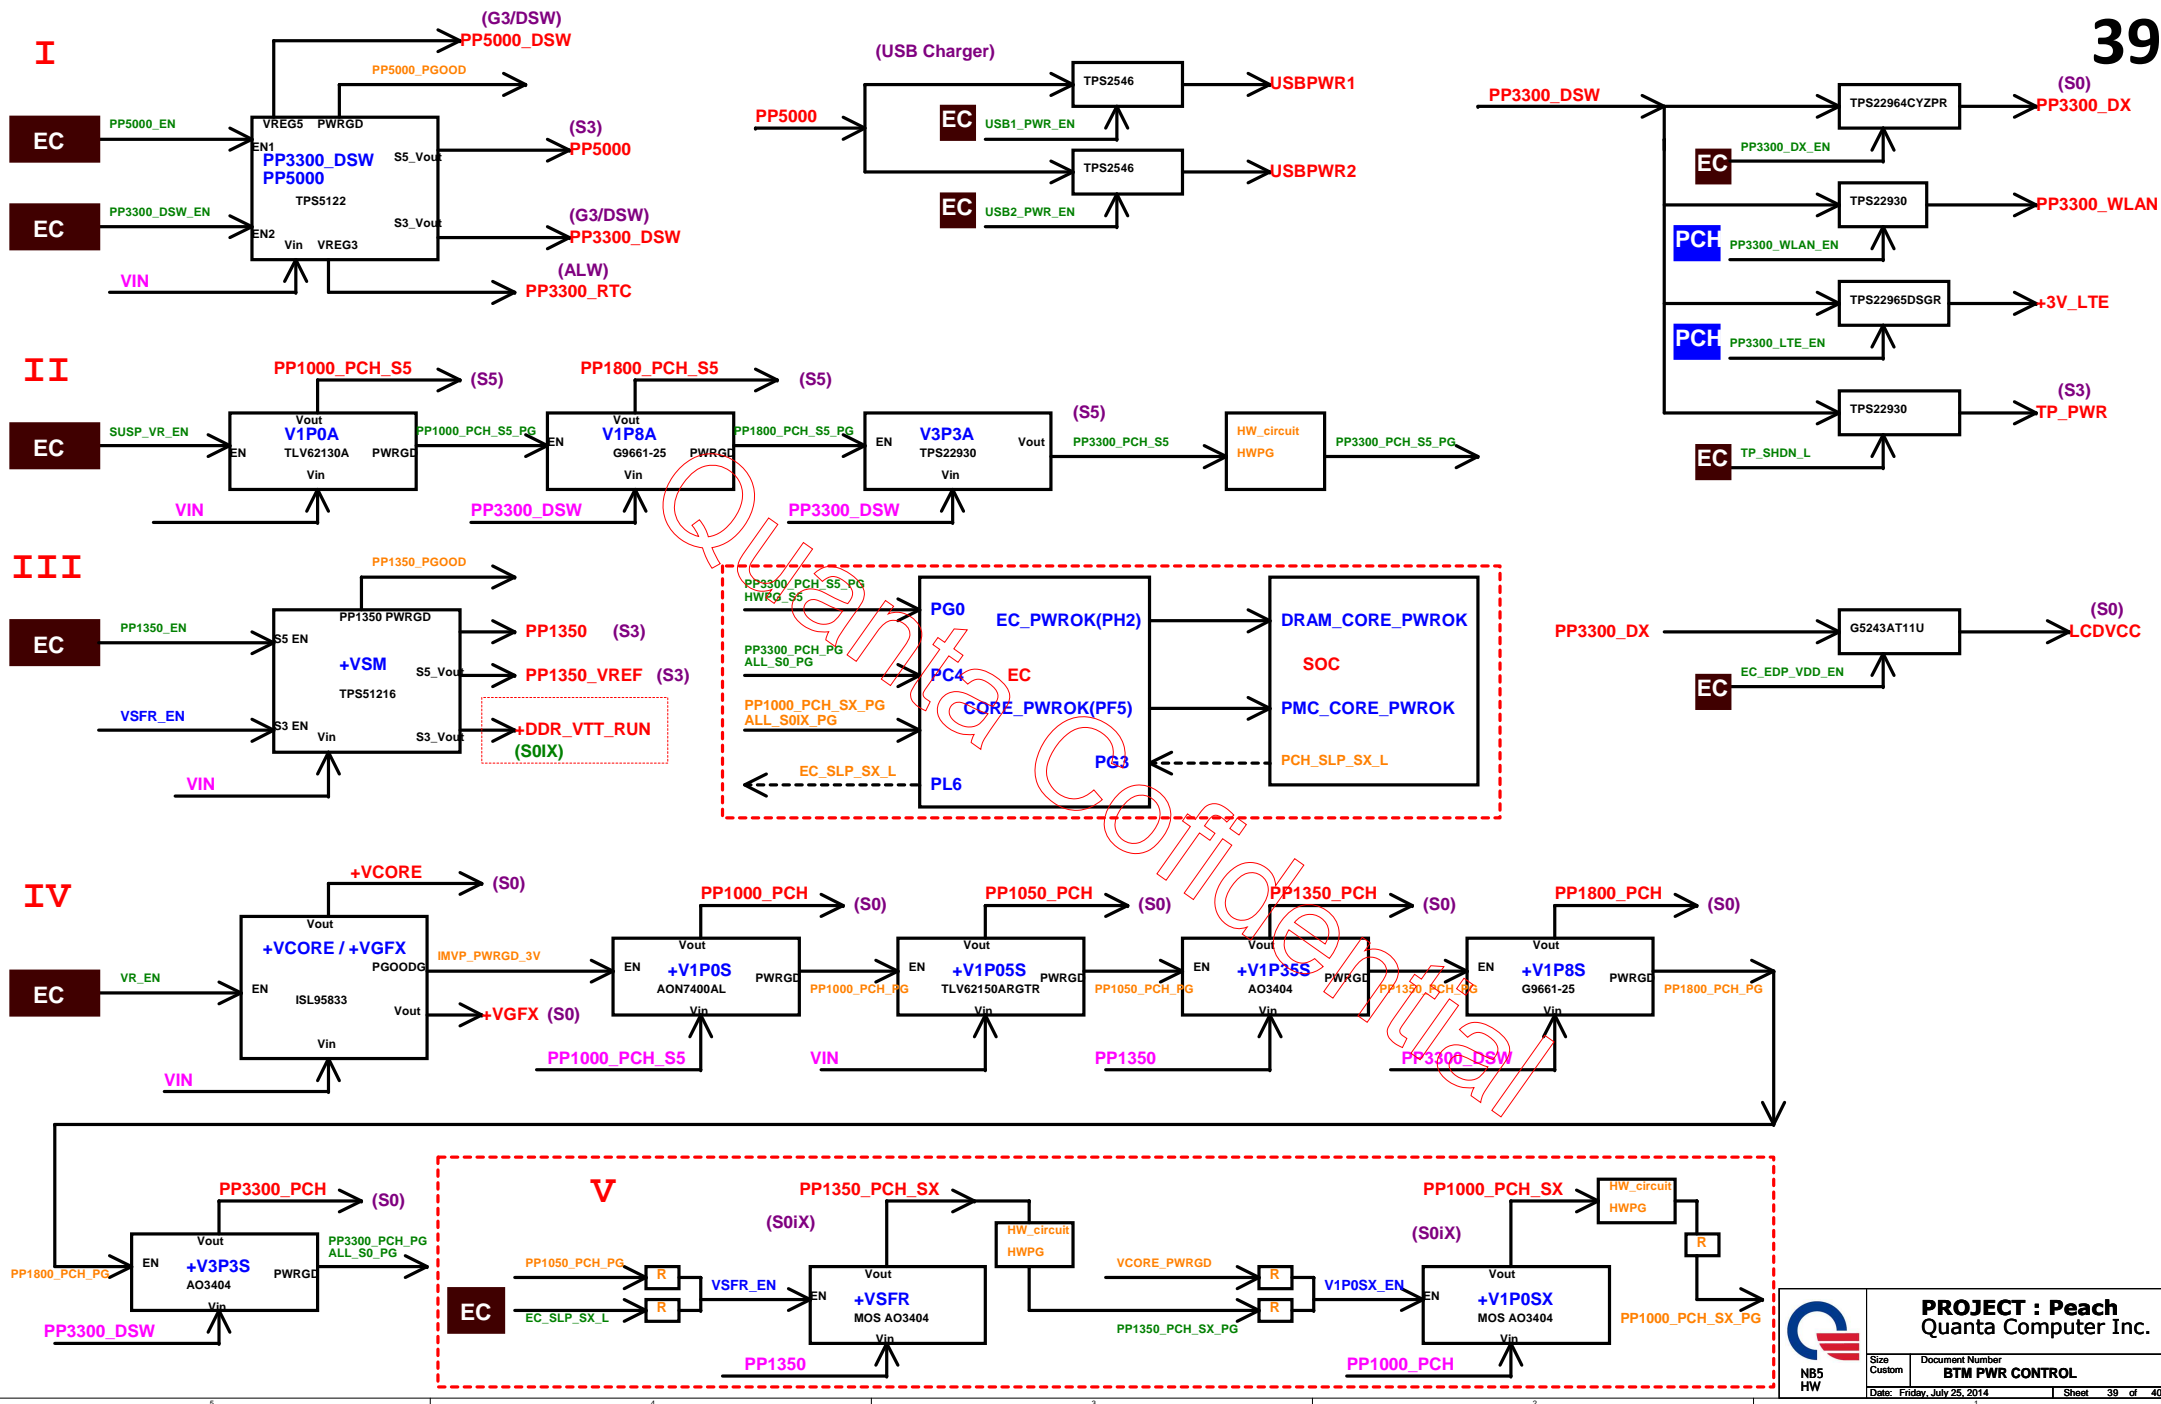 39
I
(G3/DSW)
PP5000_DSW
PP5000_PGOOD
EC
PP5000_EN
VREG5 PWRGD
EN1
PP3300_DSW
PP5000
S5_Vout
(S3)
PP5000
TPS5122
EC
PP3300_DSW_EN
EN2
S3_Vout
(G3/DSW)
PP3300_DSW
Vin VREG3
VIN
(ALW)
PP3300_RTC
(USB Charger)
PP5000
TPS2546
USBPWR1
EC
USB1_PWR_EN
TPS2546
USBPWR2
EC
USB2_PWR_EN
PP3300_DSW
TPS22964CYZPR
(S0)
PP3300_DX
EC
PP3300_DX_EN
TPS22930
PP3300_WLAN
PCH
PP3300_WLAN_EN
TPS22965DSGR
+3V_LTE
PCH
PP3300_LTE_EN
TPS22930
(S3)
TP_PWR
EC
TP_SHDN_L
II
PP1000_PCH_S5
(S5)
EC
SUSP_VR_EN
Vout
V1P0A
EN
TLV62130A
PWRGD
Vin
VIN
PP1000_PCH_S5_PG
PP1800_PCH_S5
(S5)
Vout
V1P8A
EN
G9661-25
PWRGD
Vin
PP3300_DSW
PP1800_PCH_S5_PG
EN
V3P3A
Vout
TPS22930
Vin
PP3300_DSW
(S5)
PP3300_PCH_S5
HW_circuit
HWPG
PP3300_PCH_S5_PG
III
PP1350_PGOOD
EC
PP1350_EN
PP1350 PWRGD
S5 EN
+VSM
S5_Vout
TPS51216
PP1350 (S3)
PP1350_VREF (S3)
VSFR_EN
S3 EN
Vin
S3_Vout
+DDR_VTT_RUN
(S0IX)
VIN
PP3300_PCH_S5_PG
HWPG_S5
PG0
EC_PWROK(PH2)
DRAM_CORE_PWROK
PP3300_PCH_PG
ALL_S0_PG
PC4
EC
SOC
PP1000_PCH_SX_PG
ALL_S0IX_PG
CORE_PWROK(PF5)
PMC_CORE_PWROK
PG3
PCH_SLP_SX_L
EC_SLP_SX_L
PL6
PP3300_DX
G5243AT11U
(S0)
LCDVCC
EC
EC_EDP_VDD_EN
Quanta Cofidential
IV
+VCORE
(S0)
EC
VR_EN
Vout
+VCORE / +VGFX
PGOODG
EN
ISL95833
Vout
Vin
VIN
+VGFX (S0)
IMVP_PWRGD_3V
PP1000_PCH
(S0)
Vout
EN
+V1P0S
PWRGD
AON7400AL
Vin
PP1000_PCH_S5
PP1000_PCH_PG
PP1050_PCH
(S0)
Vout
EN
+V1P05S
PWRGD
TLV62150ARGTR
Vin
VIN
PP1050_PCH_PG
PP1350_PCH
(S0)
Vout
EN
+V1P35S
PWRGD
AO3404
Vin
PP1350
PP1350_PCH_PG
PP1800_PCH
(S0)
Vout
EN
+V1P8S
PWRGD
G9661-25
Vin
PP3300_DSW
PP1800_PCH_PG
PP3300_PCH
(S0)
PP1800_PCH_PG
Vout
EN
+V3P3S
PWRGD
AO3404
Vin
PP3300_DSW
PP3300_PCH_PG
ALL_S0_PG
V
EC
PP1050_PCH_PG
R
EC_SLP_SX_L
R
VSFR_EN
PP1350_PCH_SX
(S0iX)
Vout
EN
+VSFR
MOS AO3404
Vin
PP1350
HW_circuit
HWPG
VCORE_PWRGD
R
PP1350_PCH_SX_PG
R
V1P0SX_EN
PP1000_PCH_SX
(S0iX)
Vout
EN
+V1P0SX
MOS AO3404
Vin
PP1000_PCH
HW_circuit
HWPG
R
PP1000_PCH_SX_PG
NB5
HW
PROJECT : Peach
Quanta Computer Inc.
Size
Custom
Document Number
BTM PWR CONTROL
Date: Friday, July 25, 2014
Sheet 39 of 40
5
4
3
2
1